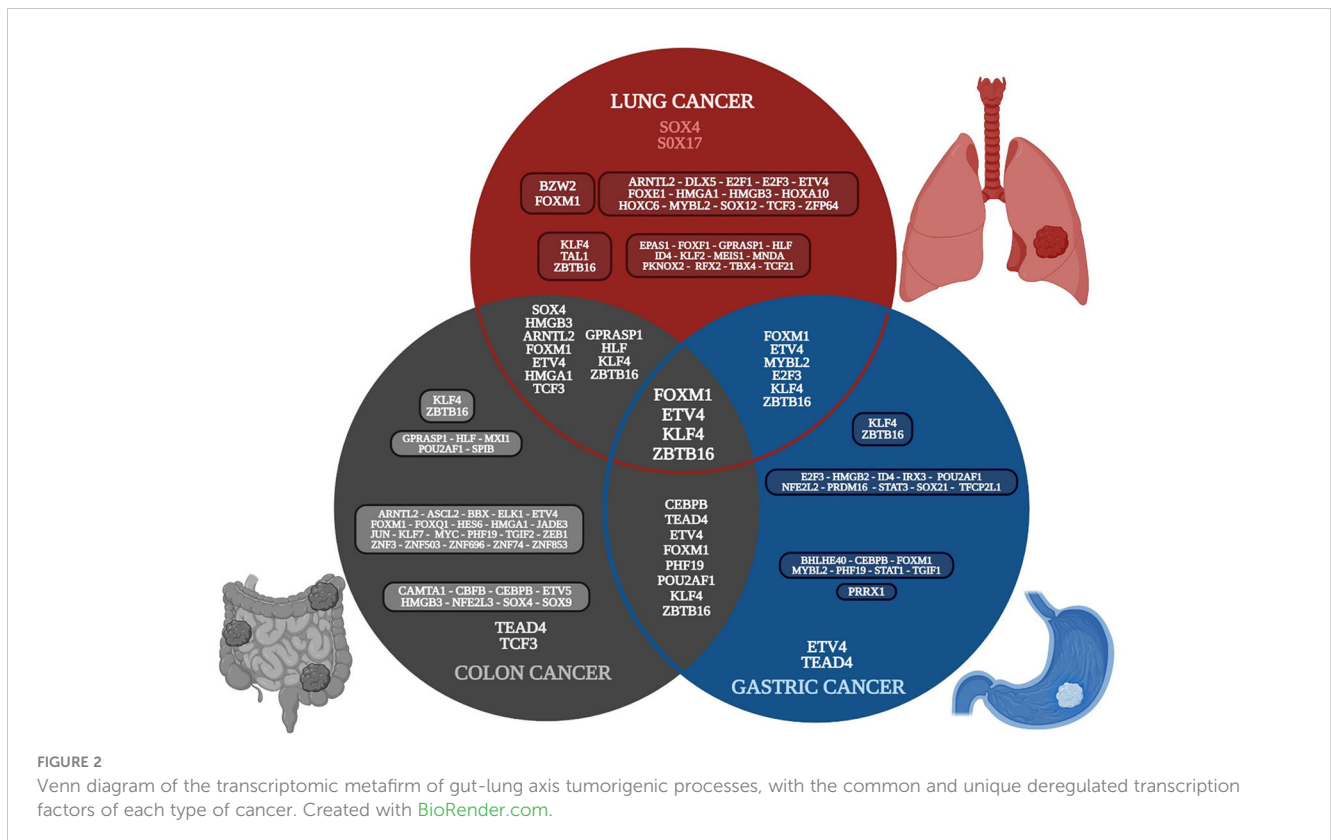 LUNG CANCER
SOX4
S0X17
BZW2
FOXM1
ARNTL2 - DLX5 - E2F1 - E2F3 - ETV4
FOXE1 - HMGA1 - HMGB3 - HOXA10
HOXC6 - MYBL2 - SOX12 - TCF3 - ZFP64
KLF4
TAL1
ZBTB16
EPAS1 - FOXF1 - GPRASP1 - HLF
ID4 - KLF2 - MEIS1 - MNDA
PKNOX2 - RFX2 - TBX4 - TCF21
SOX4
HMGB3
ARNTL2
FOXM1
ETV4
HMGA1
TCF3
GPRASP1
HLF
KLF4
ZBTB16
FOXM1
ETV4
MYBL2
E2F3
KLF4
ZBTB16
FOXM1
ETV4
KLF4
ZBTB16
KLF4
ZBTB16
GPRASP1 - HLF - MXI1
POU2AF1 - SPIB
ARNTL2 - ASCL2 - BBX - ELK1 - ETV4
FOXM1 - FOXQ1 - HES6 - HMGA1 - JADE3
JUN - KLF7 - MYC - PHF19 - TGIF2 - ZEB1
ZNF3 - ZNF503 - ZNF696 - ZNF74 - ZNF853
CAMTA1 - CBFB - CEBPB - ETV5
HMGB3 - NFE2L3 - SOX4 - SOX9
TEAD4
TCF3
COLON CANCER
CEBPB
TEAD4
ETV4
FOXM1
PHF19
POU2AF1
KLF4
ZBTB16
KLF4
ZBTB16
E2F3 - HMGB2 - ID4 - IRX3 - POU2AF1
NFE2L2 - PRDM16 - STAT3 - SOX21 - TFCP2L1
BHLHE40 - CEBPB - FOXM1
MYBL2 - PHF19 - STAT1 - TGIF1
PRRX1
ETV4
TEAD4
GASTRIC CANCER
FIGURE 2
Venn diagram of the transcriptomic metafirm of gut-lung axis tumorigenic processes, with the common and unique deregulated transcription
factors of each type of cancer. Created with BioRender.com.